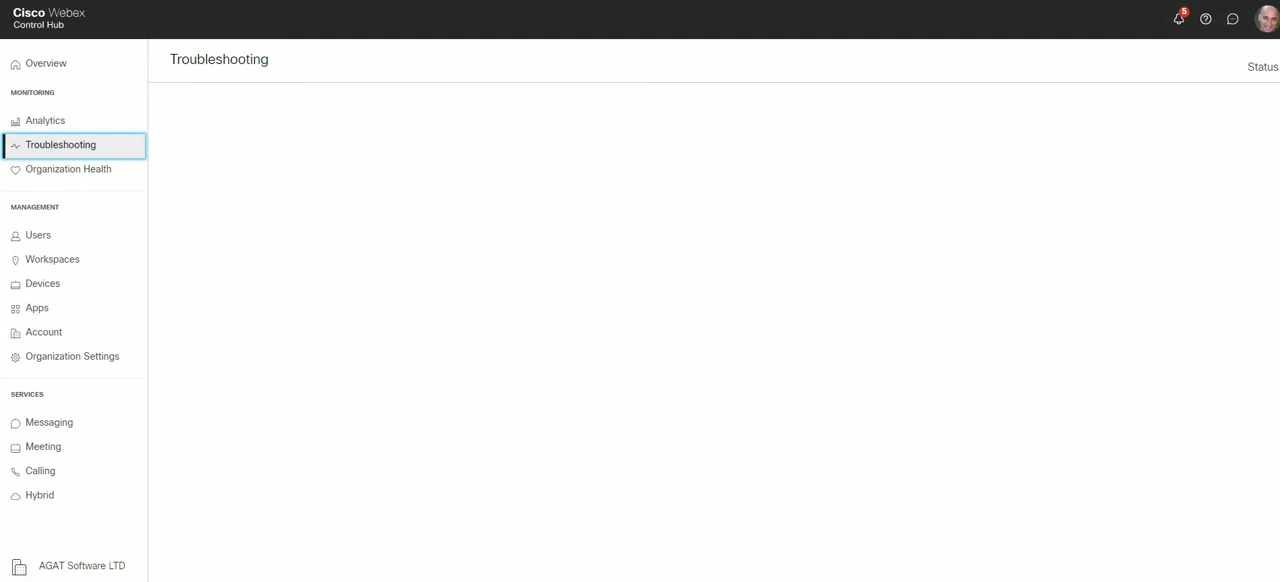 Cisco Webex
Control Hub
5
Overview
MONITORING
Analytics
Troubleshooting
Organization Health
MANAGEMENT
Users
Workspaces
Devices
Apps
Account
Organization Settings
SERVICES
Messaging
Meeting
Calling
Hybrid
AGAT Software LTD
Troubleshooting
Status